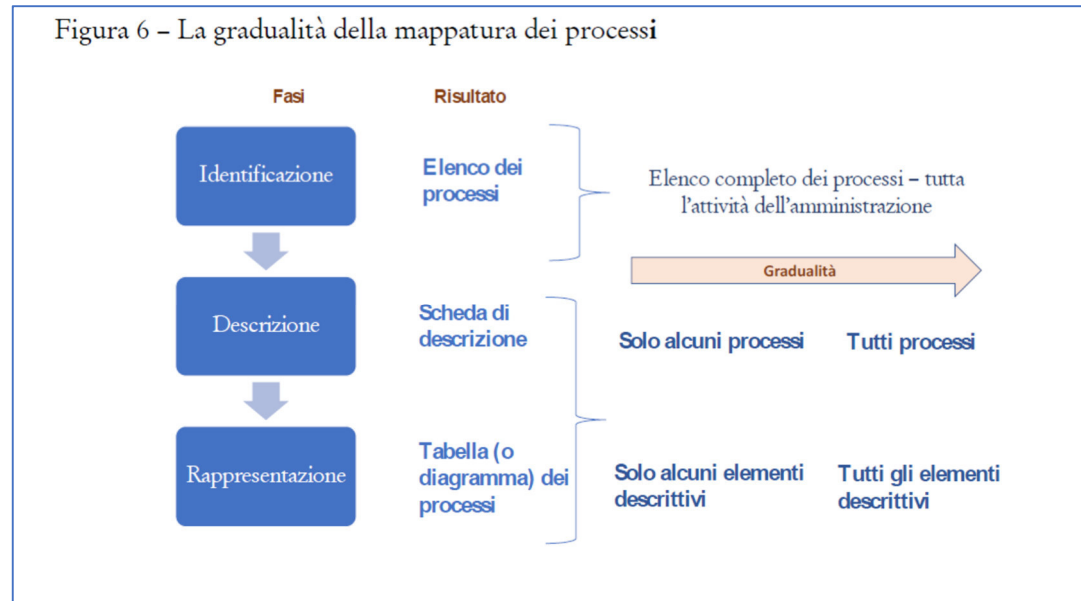 Figura 6 – La gradualità della mappatura dei processi
Fasi
Risultato
Identificazione
Elenco dei
processi
Elenco completo dei processi – tutta
l'attività dell'amministrazione
Gradualità
Descrizione
Scheda di
descrizione
Solo alcuni processi
Tutti processi
Rappresentazione
Tabella (o
diagramma) dei
processi
Solo alcuni elementi
descrittivi
Tutti gli elementi
descrittivi